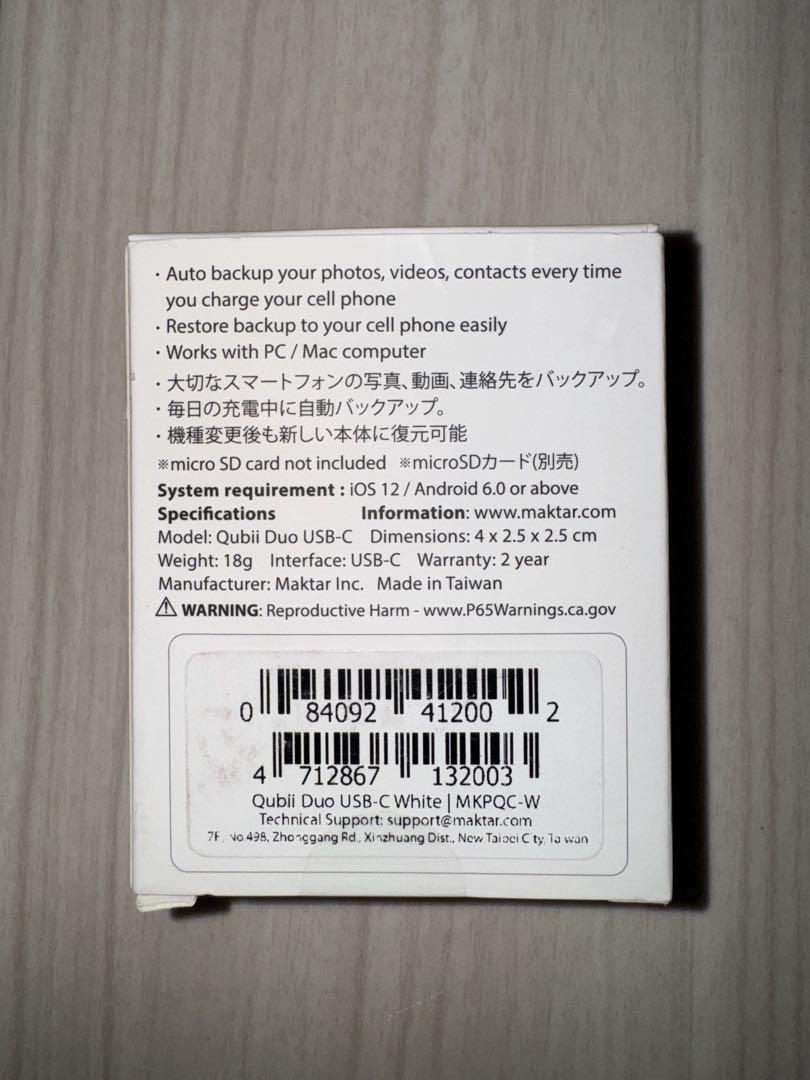 · Auto backup your photos, videos, contacts every time
you charge your cell phone
· Restore backup to your cell phone easily
· Works with PC / Mac computer
· 大切なスマートフォンの写真、動画、連絡先をバックアップ。
· 毎日の充電中に自動バックアップ。
· 機種変更後も新しい本体に復元可能
※micro SD card not included ※microSDカード(別売)
System requirement : iOS 12 / Android 6.0 or above
Specifications Information: www.maktar.com
Model: Qubii Duo USB-C Dimensions: 4 x 2.5 x 2.5 cm
Weight: 18g Interface: USB-C Warranty: 2 year
Manufacturer: Maktar Inc. Made in Taiwan
⚠ WARNING: Reproductive Harm - www.P65Warnings.ca.gov
0 84092 41200 2
4 712867 132003
Qubii Duo USB-C White | MKPQC-W
Technical Support: support@maktar.com
7F., No.498, Zhonggang Rd., Xinzhuang Dist., New Taipei City, Taiwan